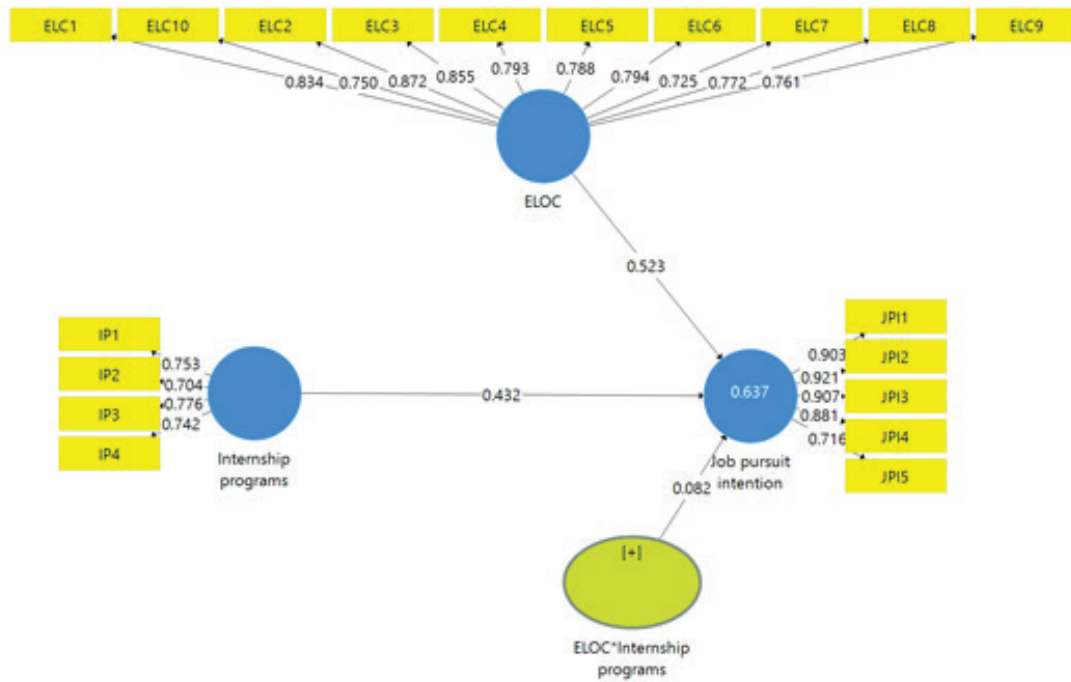 ELC1 ELC10 ELC2 ELC3 ELC4 ELC5 ELC6 ELC7 ELC8 ELC9
0.834 0.750 0.872 0.855 0.793 0.788 0.794 0.725 0.772 0.761
ELOC
0.523
IP1
IP2
IP3
IP4
0.753
0.704
0.776
0.742
Internship
programs
0.432
0.637
Job pursuit
intention
0.903
0.921
0.907
0.881
0.716
JPI1
JPI2
JPI3
JPI4
JPI5
0.082
[+]
ELOC*Internship
programs